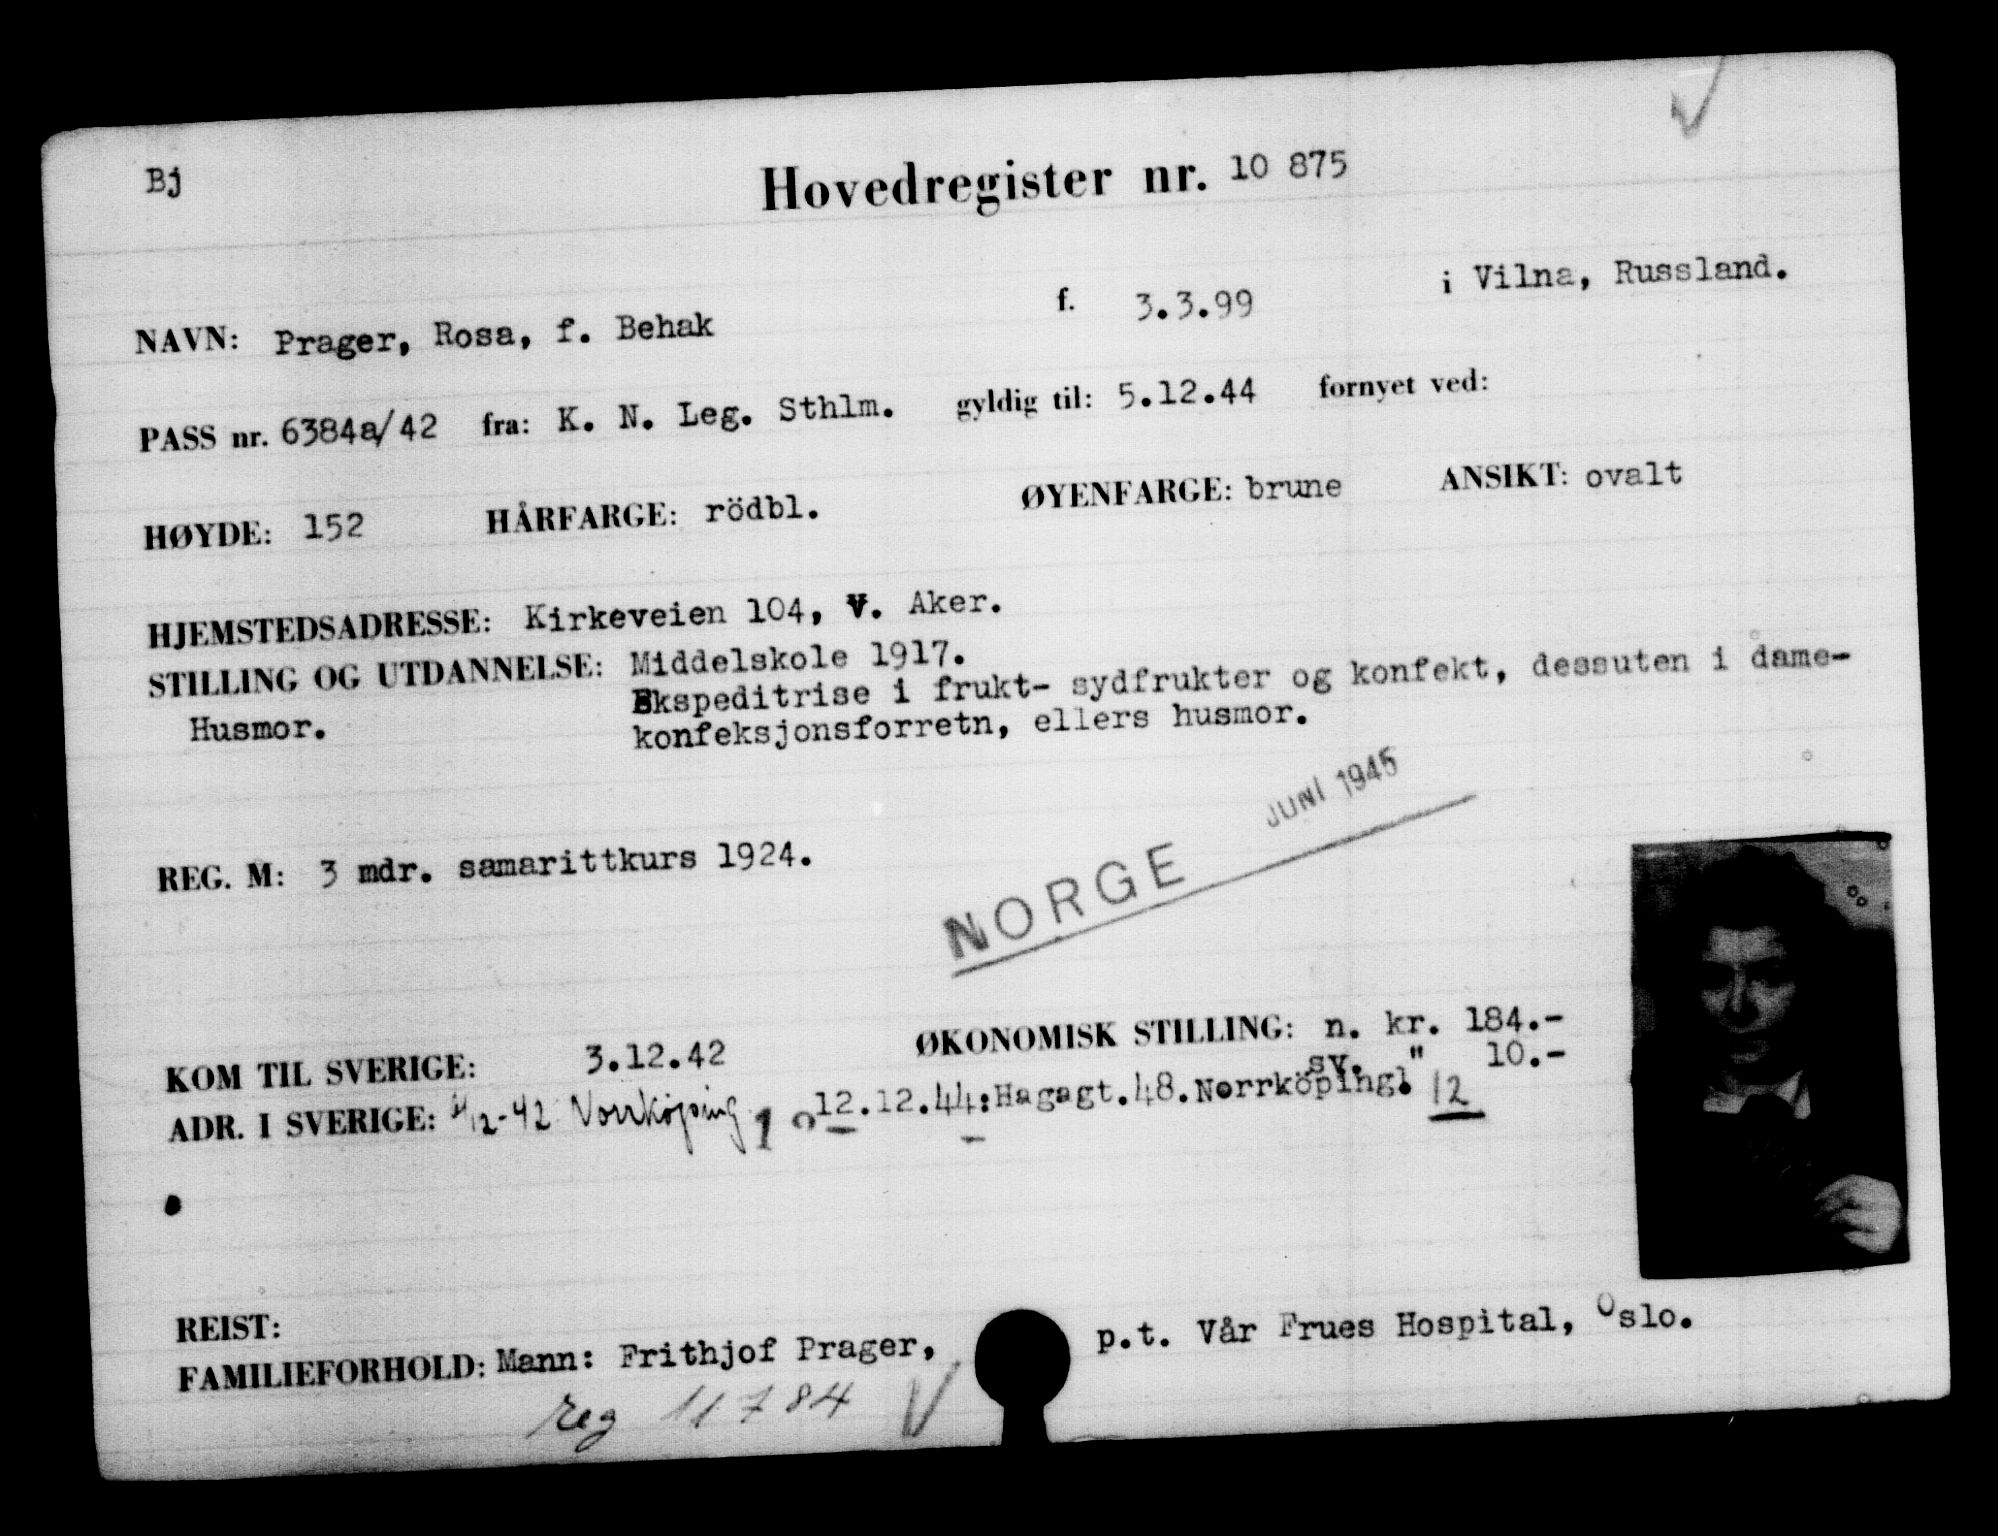 Bj
Hovedregister nr. 10 875
NAVN: Prager, Rosa, f. Behak f. 3.3.99 i Vilna, Russland.
PASS nr. 6384a/42 fra: K. N. Leg. Sthlm. gyldig til: 5.12.44 fornyet ved:
HØYDE: 152 HÅRFARGE: rödbl. ØYENFARGE: brune ANSIKT: ovalt
HJEMSTEDSADRESSE: Kirkeveien 104, V. Aker.
STILLING OG UTDANNELSE: Middelskole 1917.
Ekspeditrise i frukt- sydfrukter og konfekt, dessuten i dame-
Husmor. konfeksjonsforretn, ellers husmor.
JUNI 1945
REG. M: 3 mdr. samarittkurs 1924.
NORGE
KOM TIL SVERIGE: 3.12.42 ØKONOMISK STILLING: n. kr. 184.-
sv. " 10.-
ADR. I SVERIGE: /12-42 Norrköping 12.12.44: Hagagt.48.Norrköping. 12
REIST:
FAMILIEFORHOLD: Mann: Frithjof Prager, p.t. Vår Frues Hospital, Oslo.
reg 11784